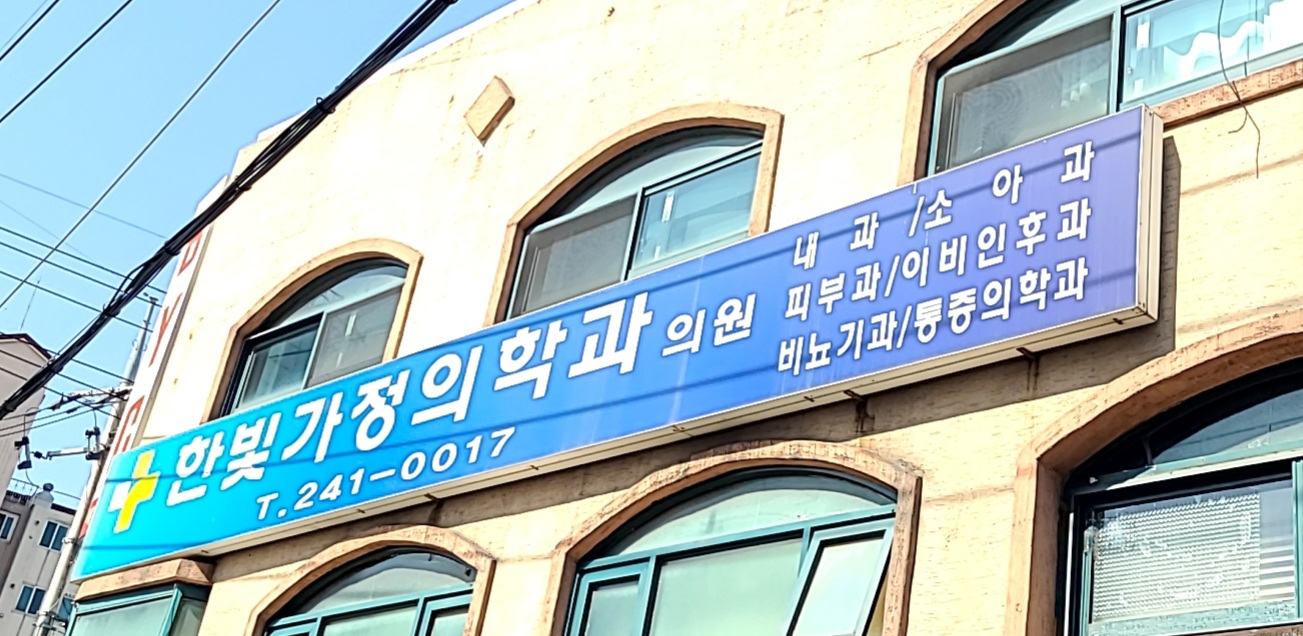 한빛가정의학과 의원
T.241-0017
내 과 /소 아 과
피부과/이비인후과
비뇨기과/통증의학과